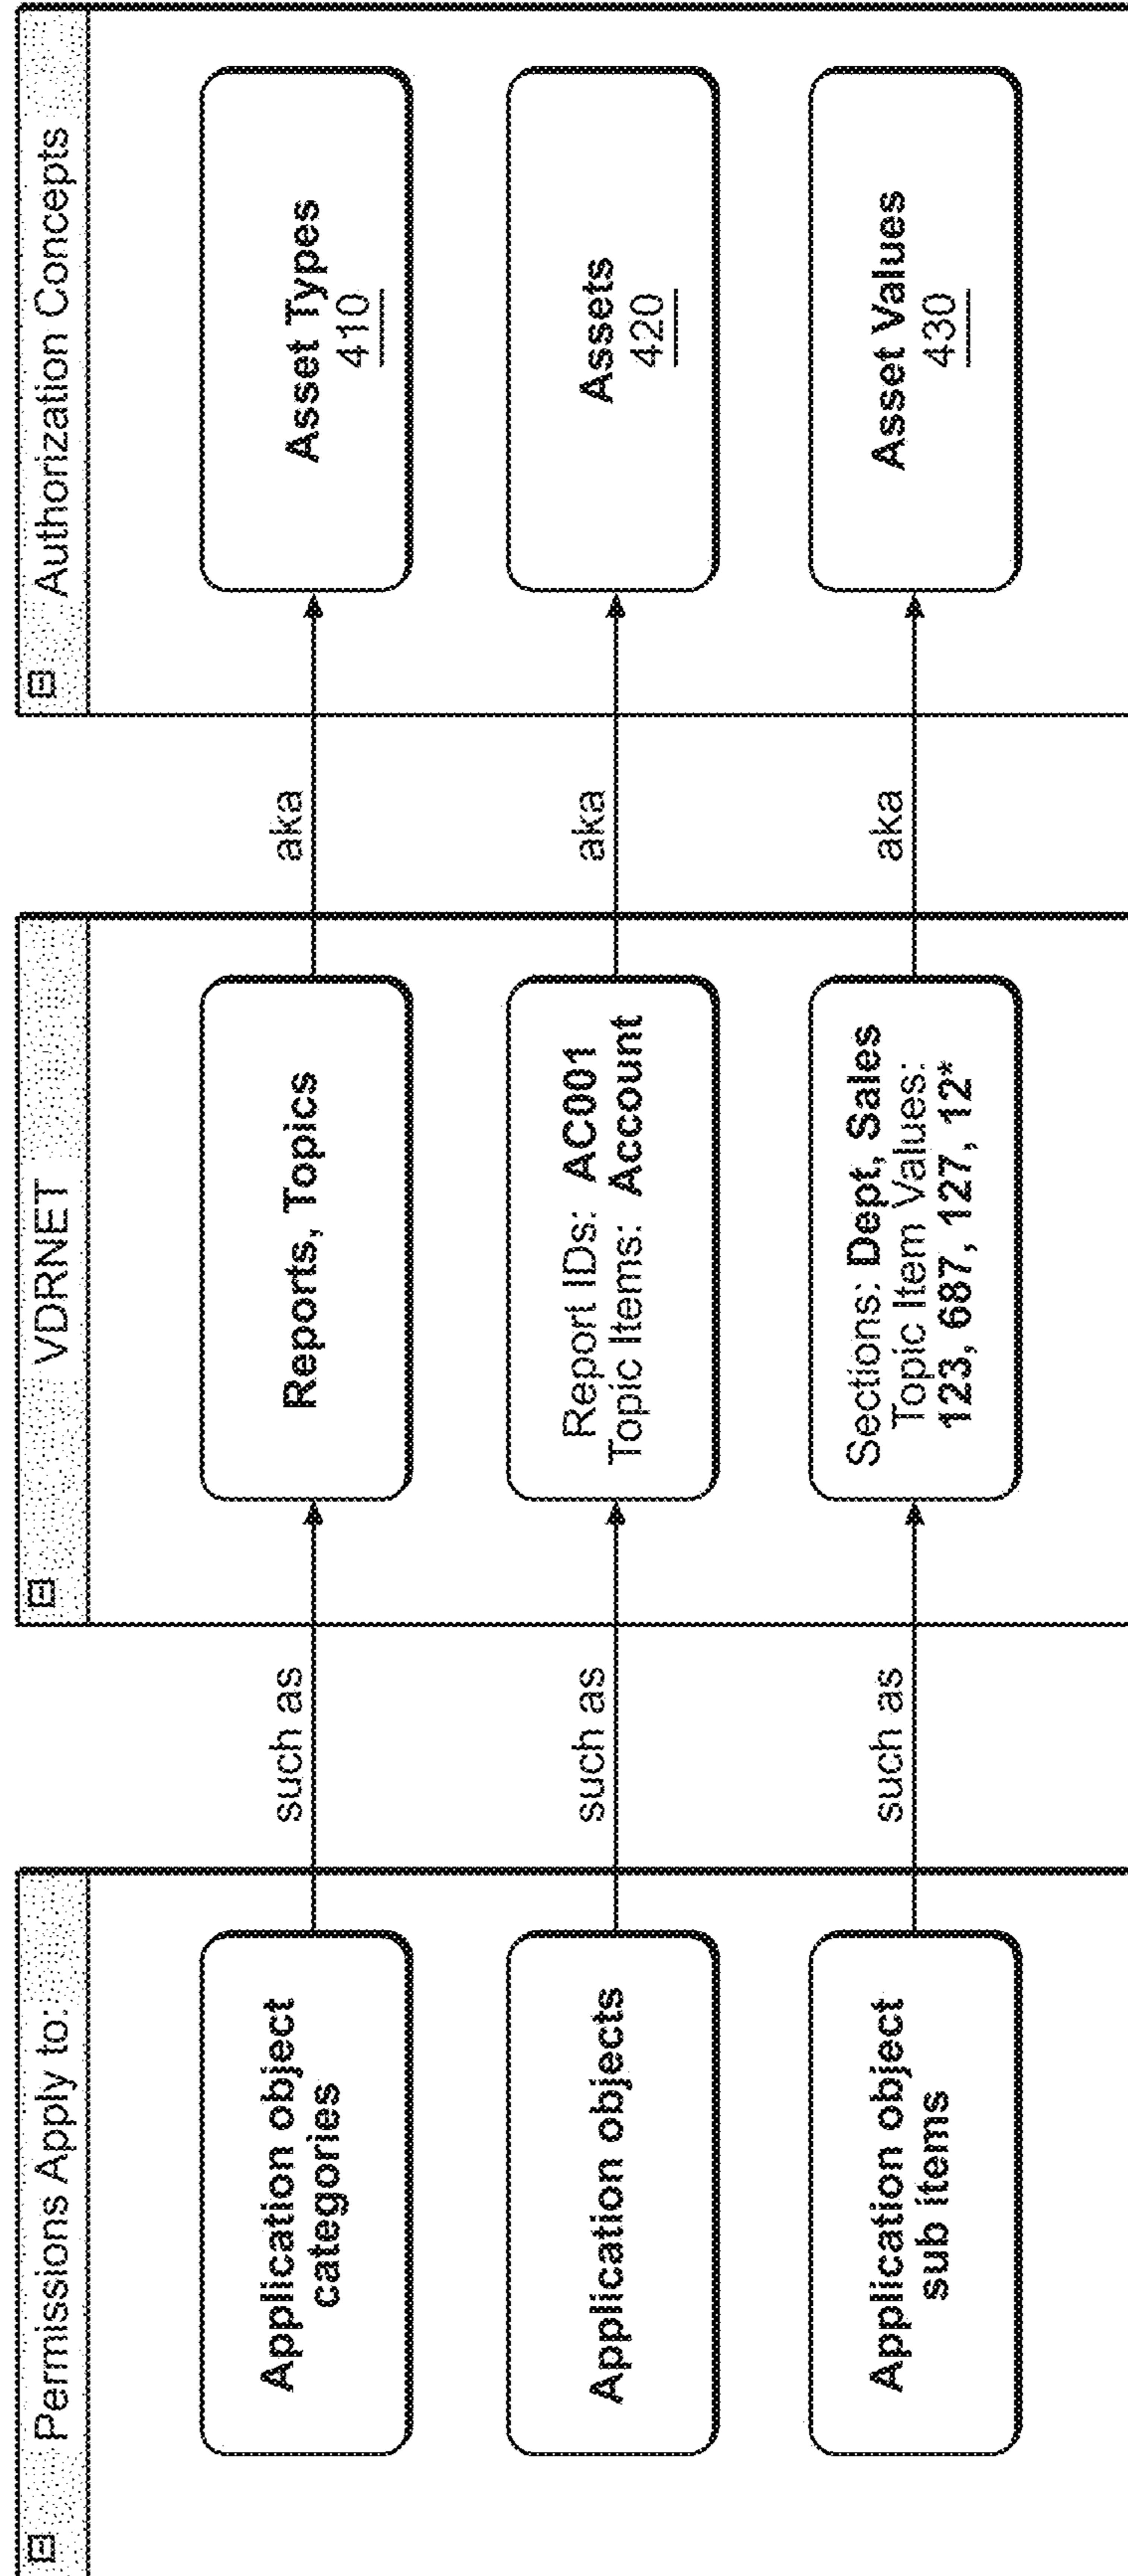 Permissions Apply to:
Application object
categories
Application objects
Application object
sub items
such as
such as
such as
VDRNET
Reports, Topics
Report IDs: AC001
Topic Items: Account
Sections: Dept, Sales
Topic Item Values:
123, 687, 127, 12*
aka
aka
aka
Authorization Concepts
Asset Types
410
Assets
420
Asset Values
430